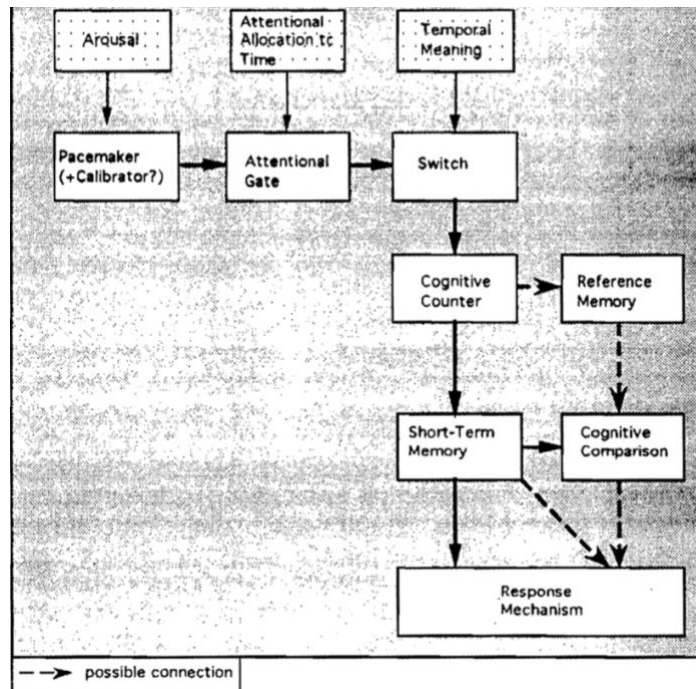 Arousal
Attentional
Allocation to
Time
Temporal
Meaning
Pacemaker
(+Calibrator?)
Attentional
Gate
Switch
Cognitive
Counter
Reference
Memory
Short-Term
Memory
Cognitive
Comparison
Response
Mechanism
possible connection